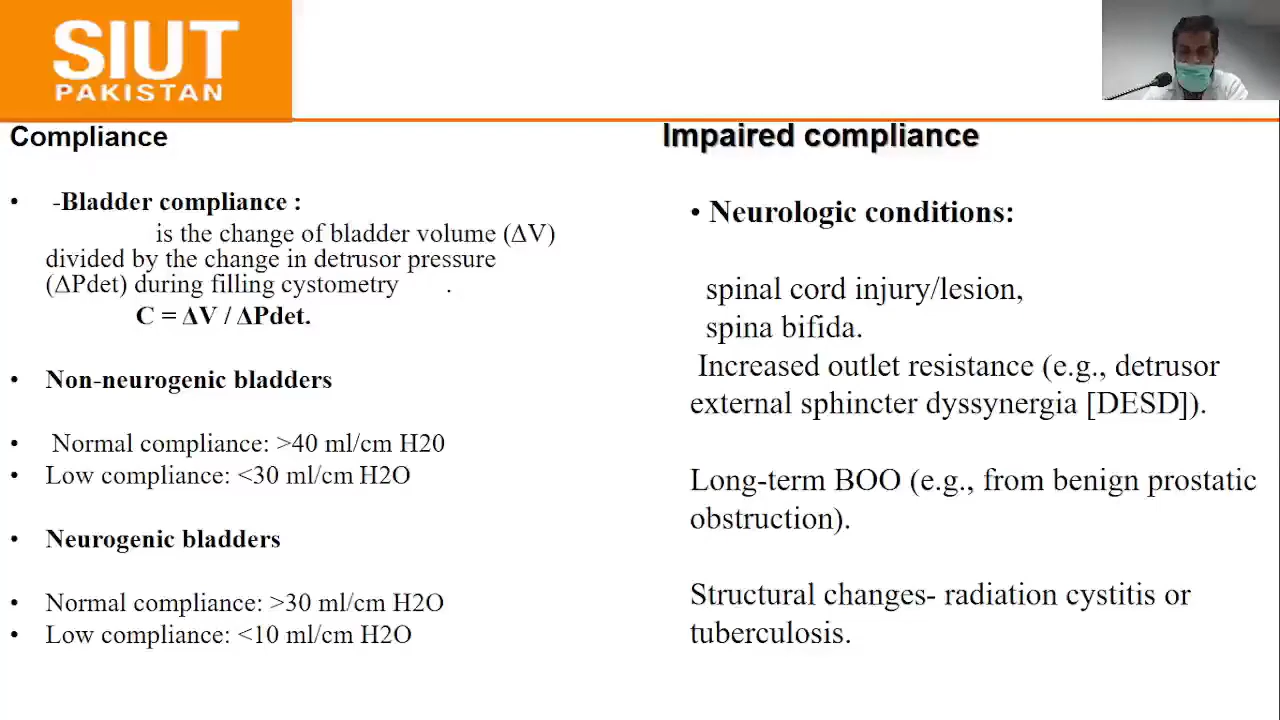 SIUT
PAKISTAN
Compliance
• -Bladder compliance :
is the change of bladder volume (ΔV)
divided by the change in detrusor pressure
(ΔPdet) during filling cystometry .
C = ΔV / ΔPdet.
• Non-neurogenic bladders
• Normal compliance: >40 ml/cm H20
• Low compliance: <30 ml/cm H2O
• Neurogenic bladders
• Normal compliance: >30 ml/cm H2O
• Low compliance: <10 ml/cm H2O
Impaired compliance
• Neurologic conditions:
spinal cord injury/lesion,
spina bifida.
Increased outlet resistance (e.g., detrusor
external sphincter dyssynergia [DESD]).
Long-term BOO (e.g., from benign prostatic
obstruction).
Structural changes- radiation cystitis or
tuberculosis.